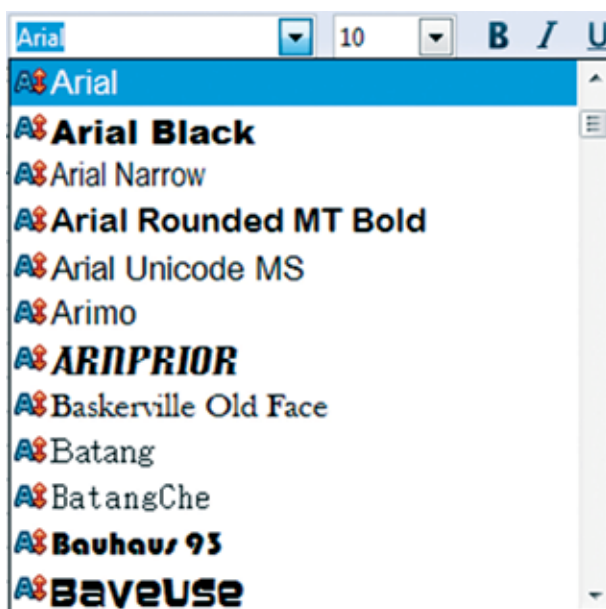 Arial 10 B I U
Arial
Arial Black
Arial Narrow
Arial Rounded MT Bold
Arial Unicode MS
Arimo
ARNPRIOR
Baskerville Old Face
Batang
BatangChe
Bauhaus 93
Baveuse